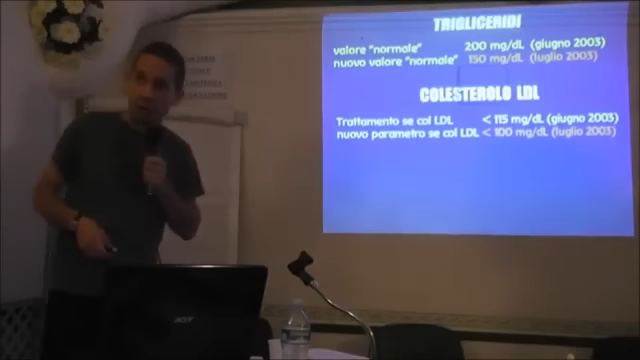 TRIGLICERIDI
valore "normale" 200 mg/dL (giugno 2003)
nuovo valore "normale" 150 mg/dL (luglio 2003)
COLESTEROLO LDL
Trattamento se col LDL < 115 mg/dL (giugno 2003)
nuovo parametro se col LDL < 100 mg/dL (luglio 2003)
acer